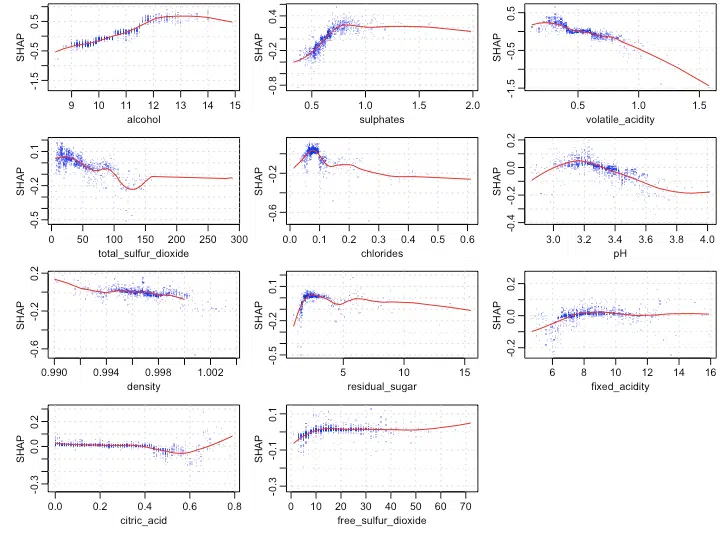 SHAP
-1.5 -0.5 0.5
9 10 11 12 13 14 15
alcohol
SHAP
-0.8 -0.2 0.4
0.5 1.0 1.5 2.0
sulphates
SHAP
-1.5 -0.5 0.5
0.5 1.0 1.5
volatile_acidity
SHAP
-0.5 -0.2 0.1
0 50 100 150 200 250 300
total_sulfur_dioxide
SHAP
-0.6 -0.2
0.0 0.1 0.2 0.3 0.4 0.5 0.6
chlorides
SHAP
-0.4 -0.2 0.0 0.2
3.0 3.2 3.4 3.6 3.8 4.0
pH
SHAP
-0.6 -0.2 0.2
0.990 0.994 0.998 1.002
density
SHAP
-0.5 -0.2 0.1
5 10 15
residual_sugar
SHAP
-0.2 0.0 0.2
6 8 10 12 14 16
fixed_acidity
SHAP
-0.3 0.0 0.2
0.0 0.2 0.4 0.6 0.8
citric_acid
SHAP
-0.3 -0.1 0.1
0 10 20 30 40 50 60 70
free_sulfur_dioxide